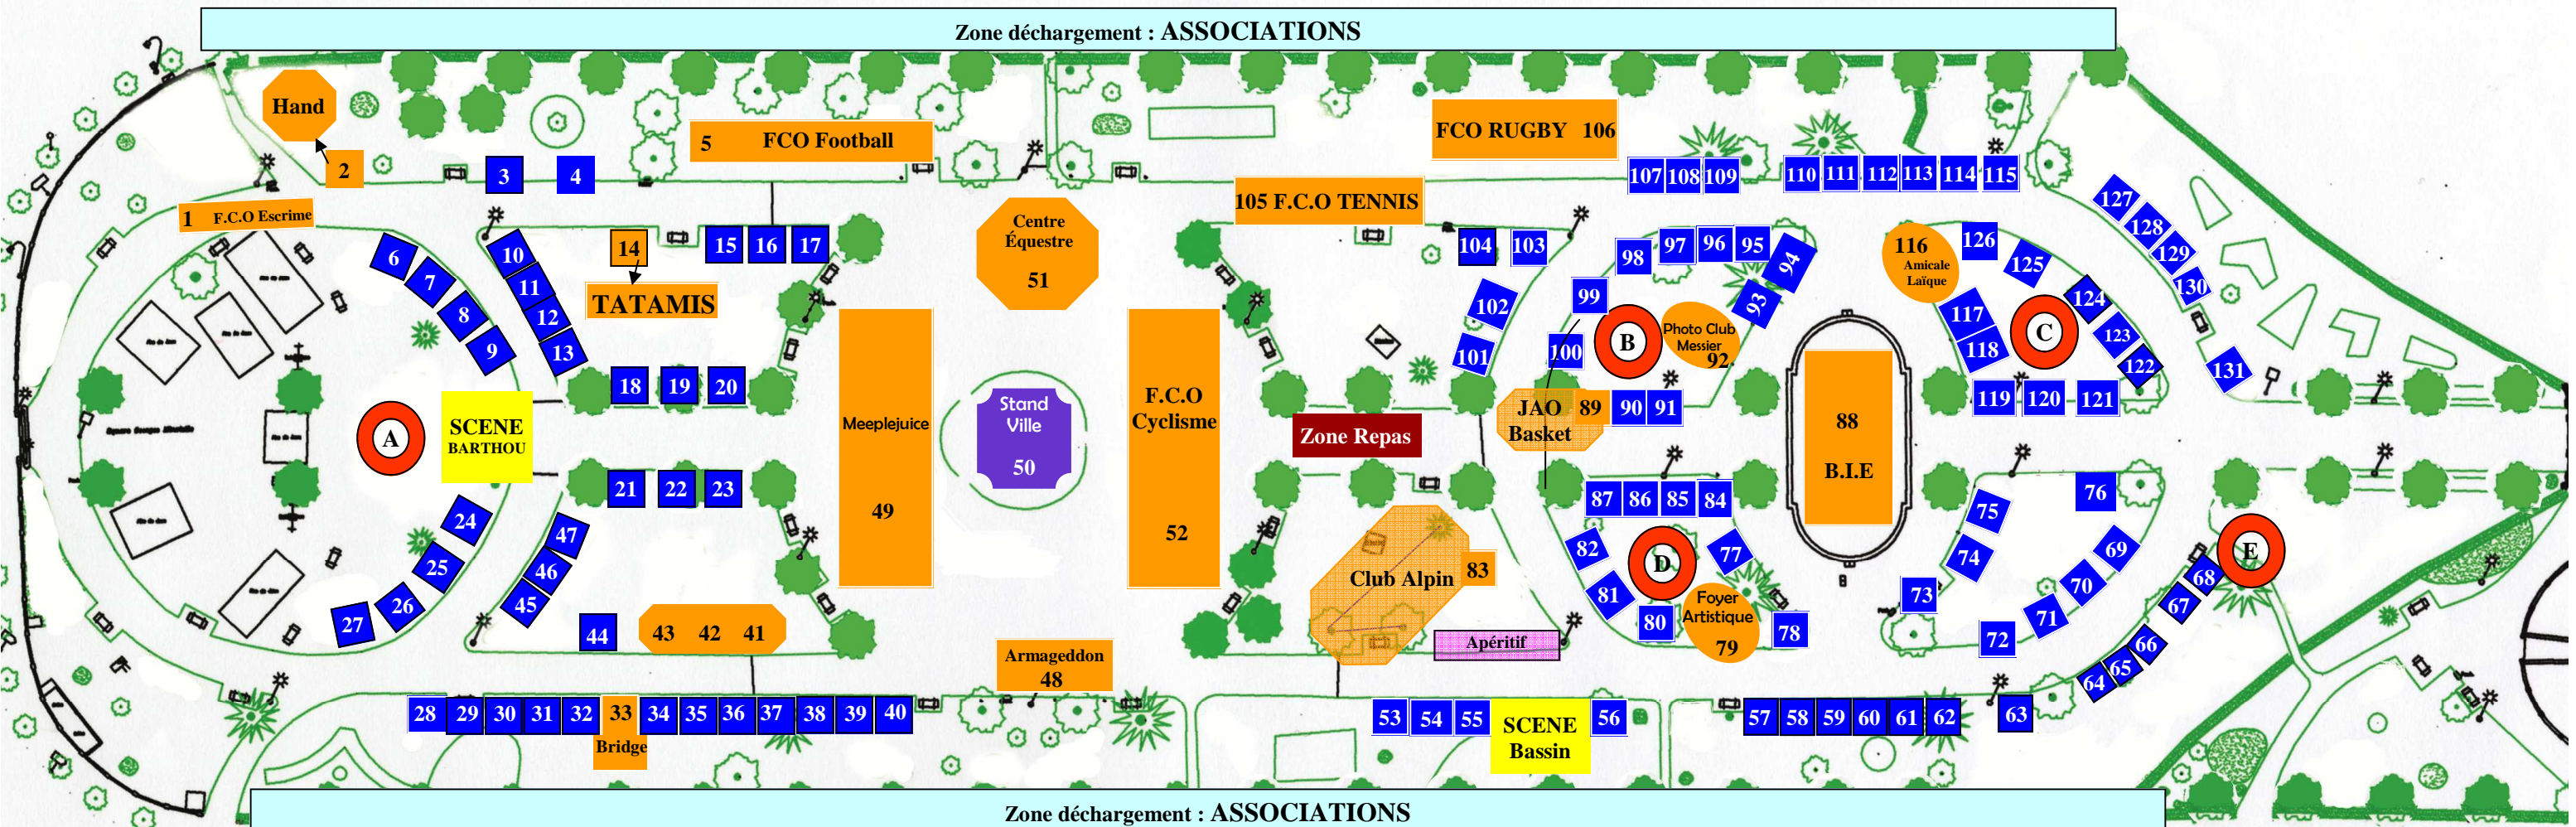 Zone déchargement : ASSOCIATIONS
Hand
2
3
4
5 FCO Football
FCO RUGBY 106
107 108 109
110 111 112 113 114 115
1 F.C.O Escrime
105 F.C.O TENNIS
127
128
129
130
131
6
7
8
9
10
11
12
13
14
TATAMIS
15 16 17
Centre
Équestre
51
104 103
102
101
98 97 96 95
94
93
99
100
B
Photo Club
Messier
92
116
Amicale
Laïque
126
125
124
123
122
117
118
C
119 120 121
18 19 20
A
SCENE
BARTHOU
Meeplejuice
49
Stand
Ville
50
F.C.O
Cyclisme
52
Zone Repas
JAO 89 90 91
Basket
88
B.I.E
21 22 23
24
25
26
27
47
46
45
44
43 42 41
Club Alpin 83
Apéritif
87 86 85 84
82
81
80
D
77
Foyer
Artistique
79
78
76
75
74
73
72
71
70
69
E
68
67
66
65
64
Armageddon
48
28 29 30 31 32 33 34 35 36 37 38 39 40
Bridge
53 54 55
SCENE
Bassin
56
57 58 59 60 61 62
63
Zone déchargement : ASSOCIATIONS